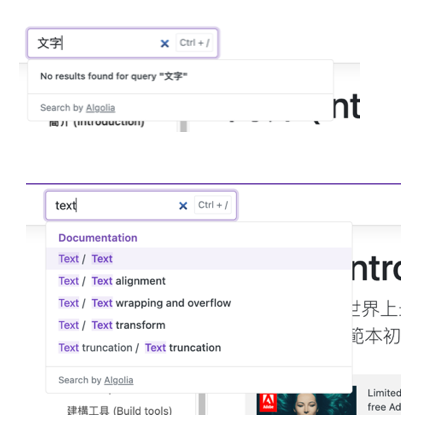 文字
Ctrl + /
No results found for query "文字"
Search by Algolia
簡介 (Introduction)
nt
text
Ctrl + /
Documentation
Text / Text
Text / Text alignment
Text / Text wrapping and overflow
Text / Text transform
Text truncation / Text truncation
Search by Algolia
ntro
世界上
範本初
建構工具 (Build tools)
Adobe
Limited
free Ad